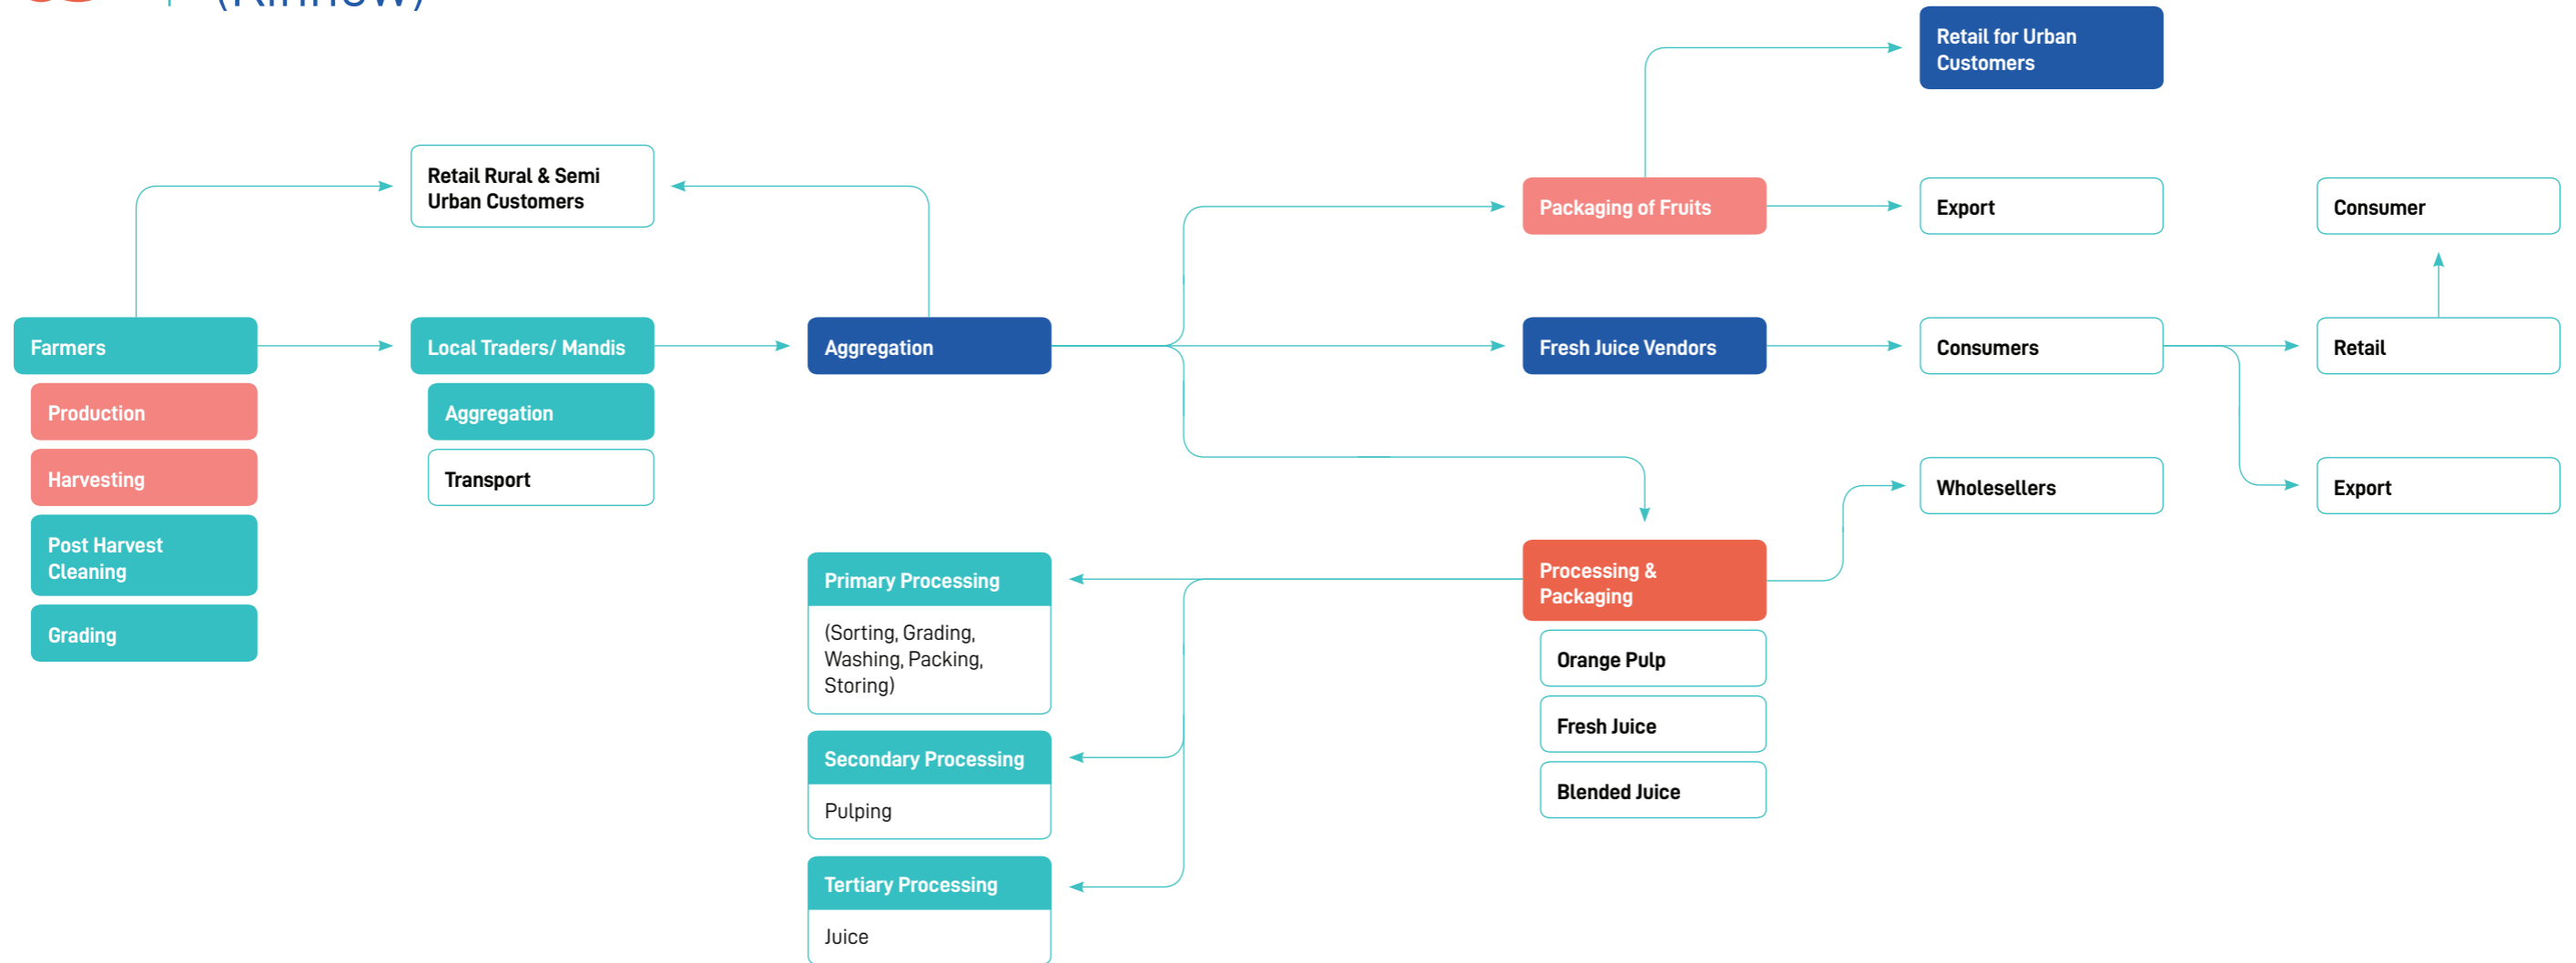 (Kinnow)
Retail for Urban
Customers
Retail Rural & Semi
Urban Customers
Packaging of Fruits
Export
Consumer
Farmers
Local Traders/ Mandis
Aggregation
Fresh Juice Vendors
Consumers
Retail
Production
Aggregation
Harvesting
Transport
Wholesellers
Export
Post Harvest
Cleaning
Grading
Primary Processing
(Sorting, Grading,
Washing, Packing,
Storing)
Processing &
Packaging
Orange Pulp
Fresh Juice
Blended Juice
Secondary Processing
Pulping
Tertiary Processing
Juice